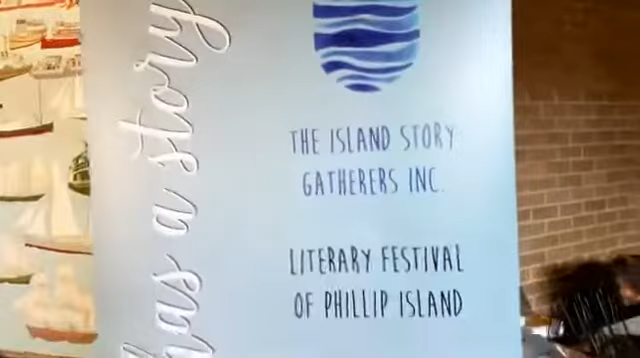 has a story
THE ISLAND STORY
GATHERERS INC.
LITERARY FESTIVAL
OF PHILLIP ISLAND